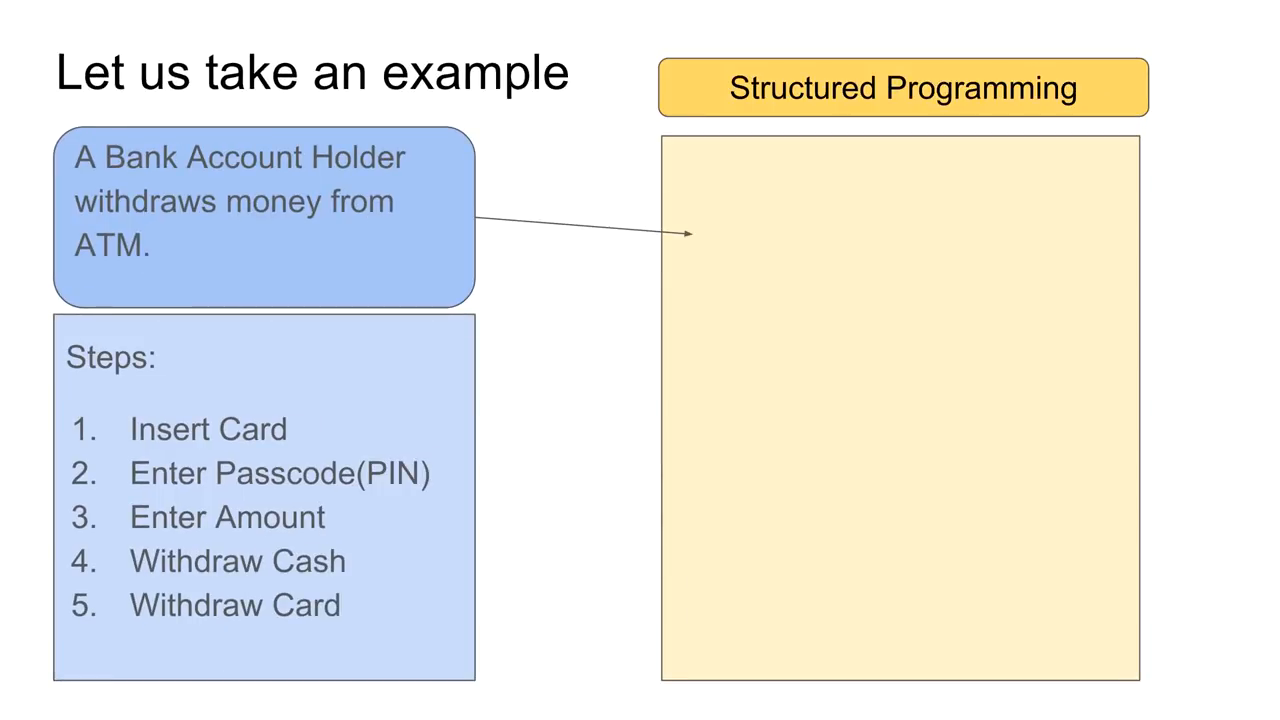 Let us take an example
Structured Programming
A Bank Account Holder
withdraws money from
ATM.
Steps:
1. Insert Card
2. Enter Passcode(PIN)
3. Enter Amount
4. Withdraw Cash
5. Withdraw Card